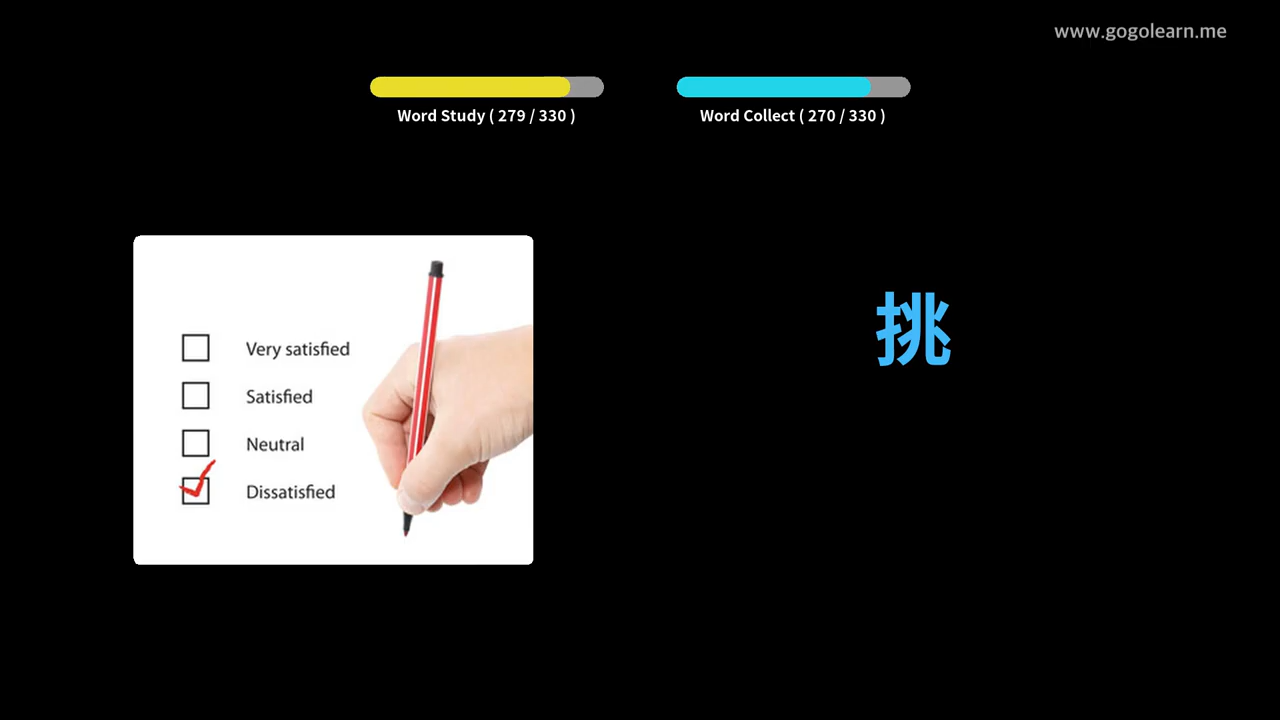 www.gogolearn.me
Word Study ( 279 / 330 )
Word Collect ( 270 / 330 )
Very satisfied
Satisfied
Neutral
Dissatisfied
挑